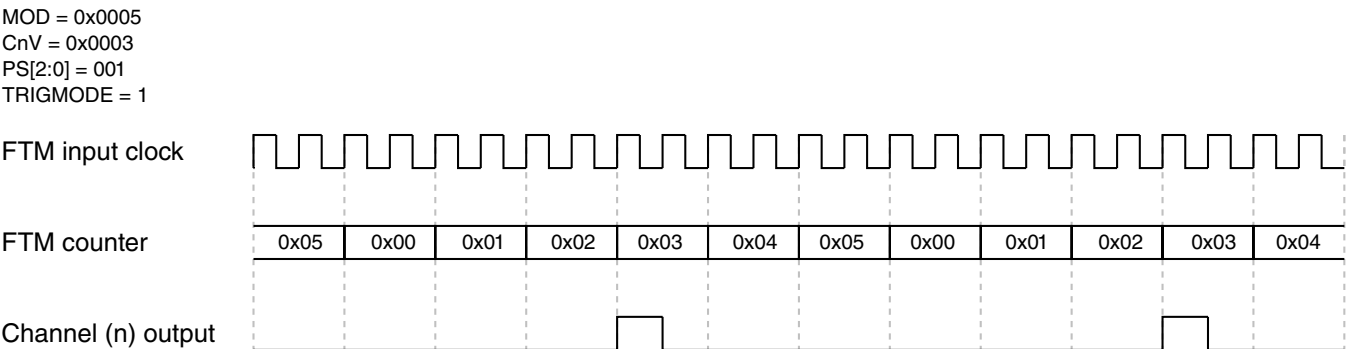 MOD = 0x0005
CnV = 0x0003
PS[2:0] = 001
TRIGMODE = 1
FTM input clock
FTM counter 0x05 0x00 0x01 0x02 0x03 0x04 0x05 0x00 0x01 0x02 0x03 0x04
Channel (n) output